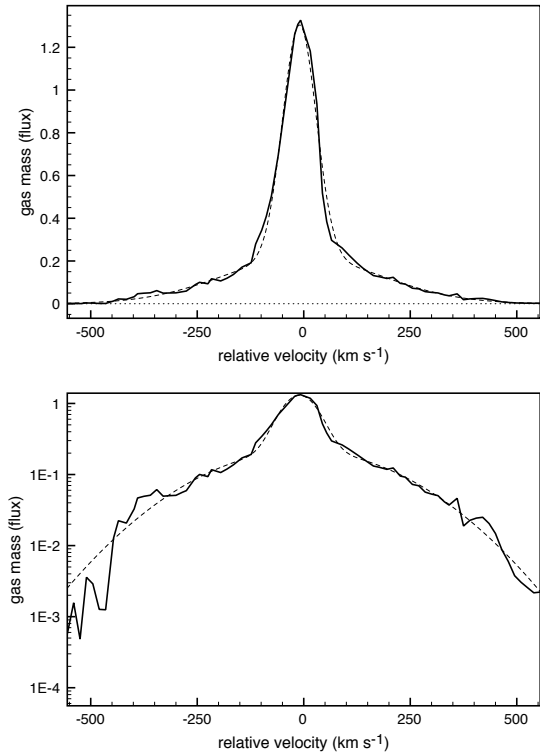 1.2
1
0.8
0.6
0.4
0.2
0
gas mass (flux)
-500 -250 0 250 500
relative velocity (km s-1)
1
1E-1
1E-2
1E-3
1E-4
gas mass (flux)
-500 -250 0 250 500
relative velocity (km s-1)